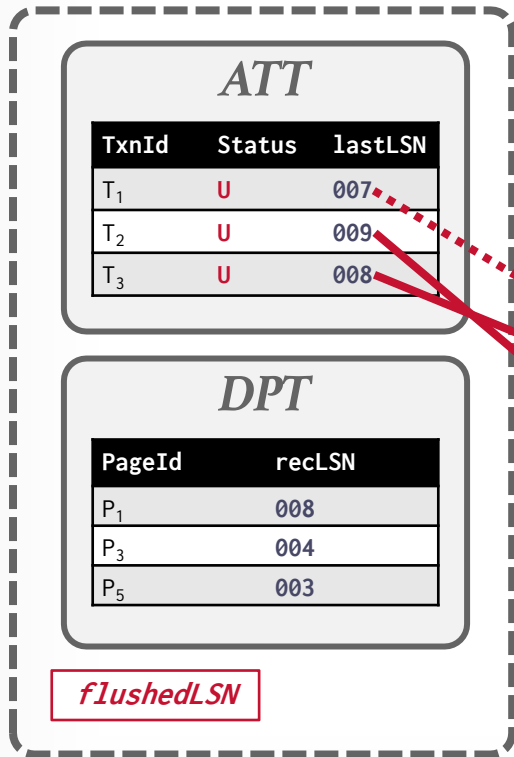 ATT
TxnId Status lastLSN
T₁ U 007
T₂ U 009
T₃ U 008
DPT
PageId recLSN
P₁ 008
P₃ 004
P₅ 003
flushedLSN